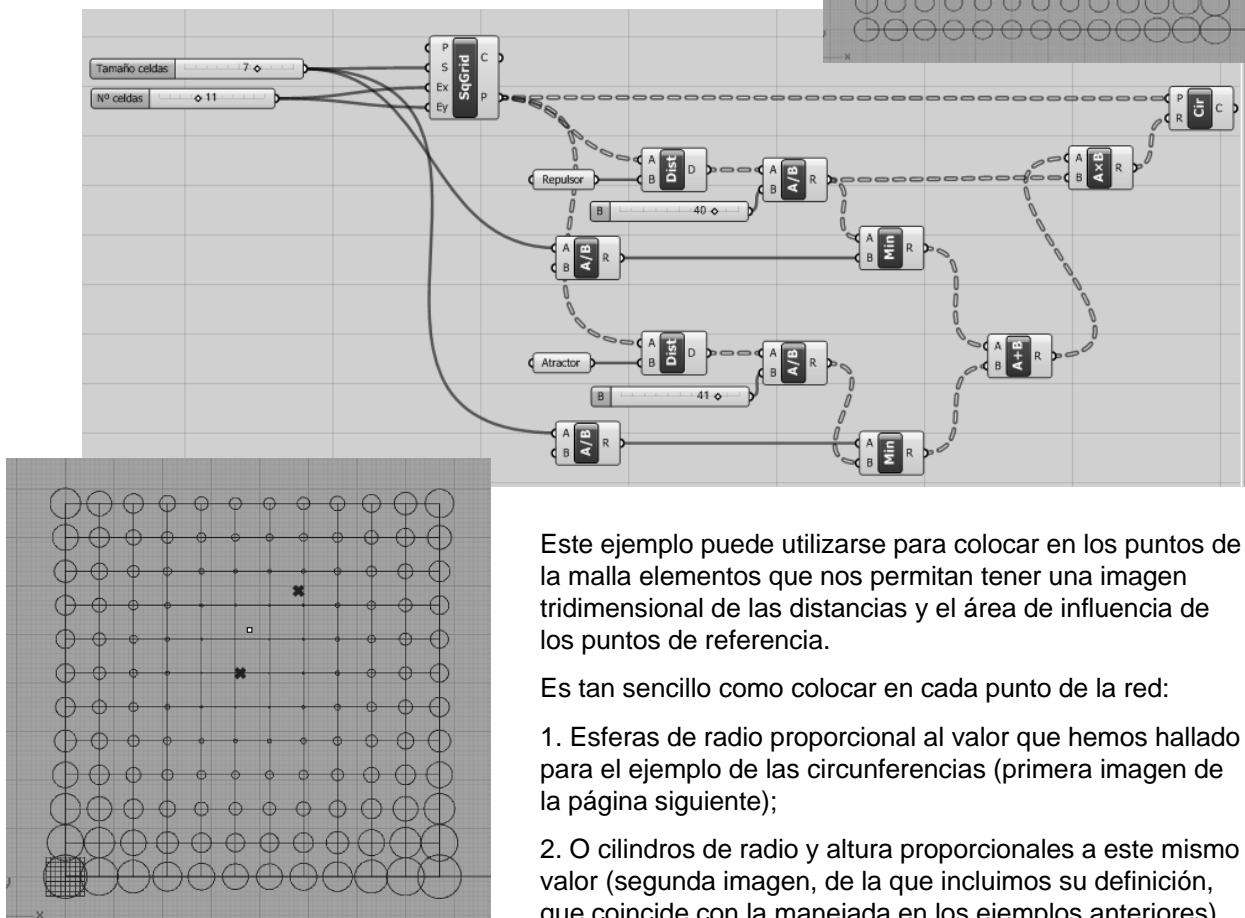 Tamaño celdas 7
Nº celdas 11
P
S
Ex
Ey
SqGrid
C
P
P
R
Cir
C
A
B
Dist
D
A
B
A/B
R
A
B
A×B
R
Repulsor
B 40
A
B
A/B
R
A
B
Min
R
A
B
Dist
D
A
B
A/B
R
A
B
A+B
R
Atractor
B 41
A
B
A/B
R
A
B
Min
R
x
x
Este ejemplo puede utilizarse para colocar en los puntos de
la malla elementos que nos permitan tener una imagen
tridimensional de las distancias y el área de influencia de
los puntos de referencia.
Es tan sencillo como colocar en cada punto de la red:
1. Esferas de radio proporcional al valor que hemos hallado
para el ejemplo de las circunferencias (primera imagen de
la página siguiente);
2. O cilindros de radio y altura proporcionales a este mismo
valor (segunda imagen, de la que incluimos su definición,
que coincide con la manejada en los ejemplos anteriores)